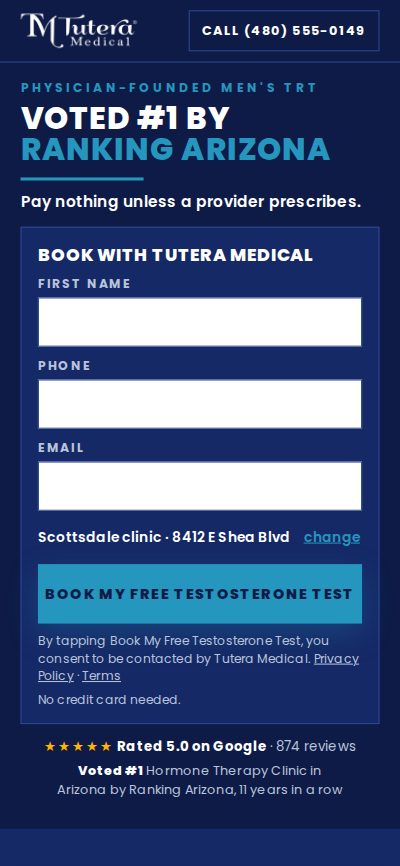 Tutera®
Medical
CALL (480) 555-0149
PHYSICIAN-FOUNDED MEN'S TRT
VOTED #1 BY
RANKING ARIZONA
Pay nothing unless a provider prescribes.
BOOK WITH TUTERA MEDICAL
FIRST NAME
PHONE
EMAIL
Scottsdale clinic · 8412 E Shea Blvd change
BOOK MY FREE TESTOSTERONE TEST
By tapping Book My Free Testosterone Test, you
consent to be contacted by Tutera Medical. Privacy
Policy · Terms
No credit card needed.
★★★★★ Rated 5.0 on Google · 874 reviews
Voted #1 Hormone Therapy Clinic in
Arizona by Ranking Arizona, 11 years in a row